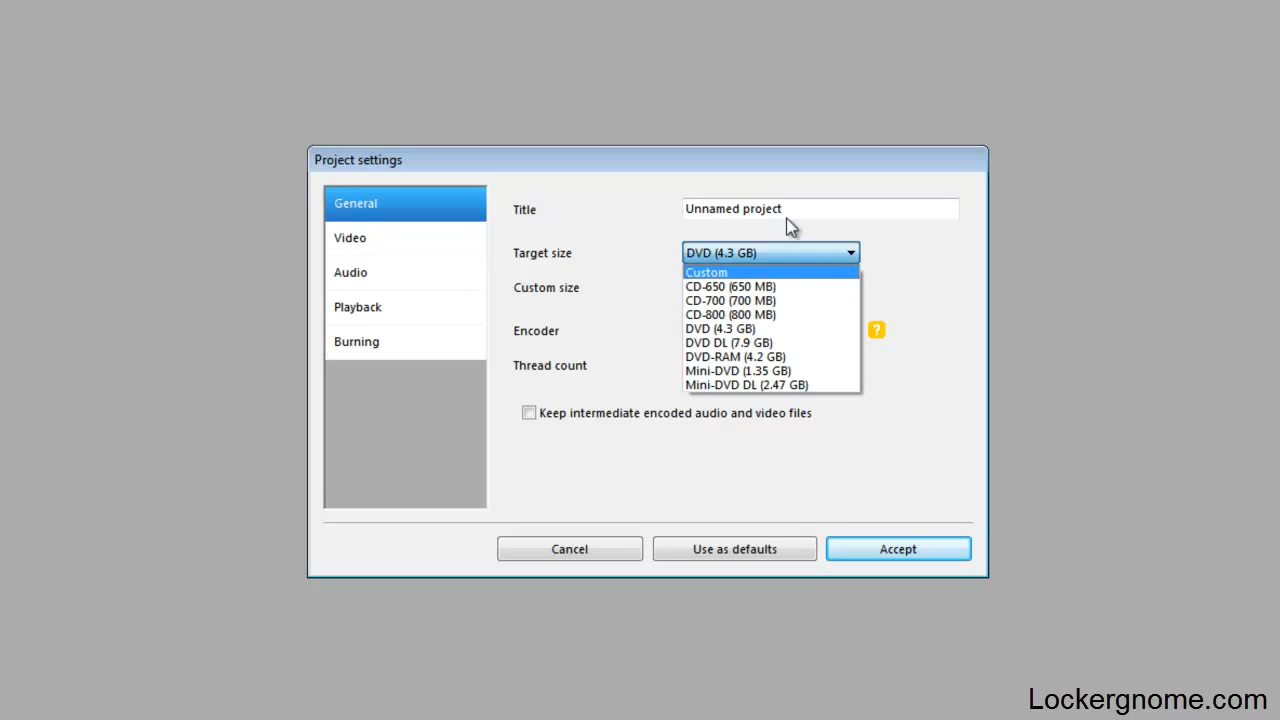 Project settings
General
Video
Audio
Playback
Burning
Title
Unnamed project
Target size
DVD (4.3 GB)
Custom
CD-650 (650 MB)
CD-700 (700 MB)
CD-800 (800 MB)
DVD (4.3 GB)
DVD DL (7.9 GB)
DVD-RAM (4.2 GB)
Mini-DVD (1.35 GB)
Mini-DVD DL (2.47 GB)
Custom size
Encoder
?
Thread count
Keep intermediate encoded audio and video files
Cancel
Use as defaults
Accept
Lockergnome.com